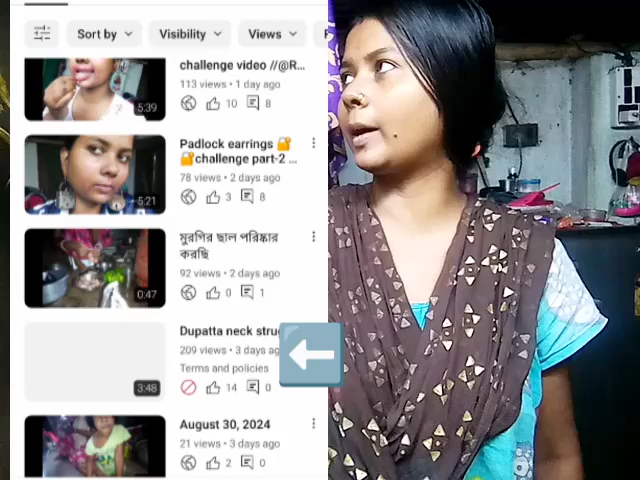 Sort by
Visibility
Views
challenge video //@R...
113 views • 1 day ago
10
8
5:39
Padlock earrings 🔐
🔐challenge part-2 ...
78 views • 2 days ago
3
8
5:21
মুরগির ছাল পরিষ্কার
করছি
92 views • 2 days ago
0
1
0:47
Dupatta neck stru
209 views • 3 days ag
Terms and policies
14
0
3:48
August 30, 2024
21 views • 3 days ago
2
0